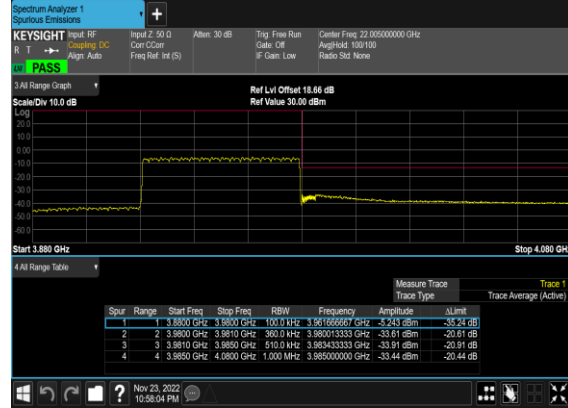 Spectrum Analyzer 1
Spurious Emissions
+
KEYSIGHT Input: RF Input Z: 50 Ω Atten: 30 dB Trig: Free Run Center Freq: 22.005000000 GHz
R T Coupling: DC Corr CCorr Gate: Off Avg|Hold: 100/100
Align: Auto Freq Ref: Int (S) IF Gain: Low Radio Std: None
PASS
3 All Range Graph
Ref Lvl Offset 18.66 dB
Scale/Div 10.0 dB Ref Value 30.00 dBm
Log
20.0
10.0
0.00
-10.0
-20.0
-30.0
-40.0
-50.0
-60.0
Start 3.880 GHz Stop 4.080 GH
4 All Range Table
Measure Trace Trace 1
Trace Type Trace Average (Active)
Spur Range Start Freq Stop Freq RBW Frequency Amplitude ΔLimit
1 1 3.8800 GHz 3.9800 GHz 100.0 kHz 3.961666667 GHz -5.243 dBm -35.24 dB
2 2 3.9800 GHz 3.9810 GHz 360.0 kHz 3.980013333 GHz -33.61 dBm -20.61 dB
3 3 3.9810 GHz 3.9850 GHz 510.0 kHz 3.983433333 GHz -33.91 dBm -20.91 dB
4 4 3.9850 GHz 4.0800 GHz 1.000 MHz 3.985000000 GHz -33.44 dBm -20.44 dB
? Nov 23, 2022
10:58:04 PM